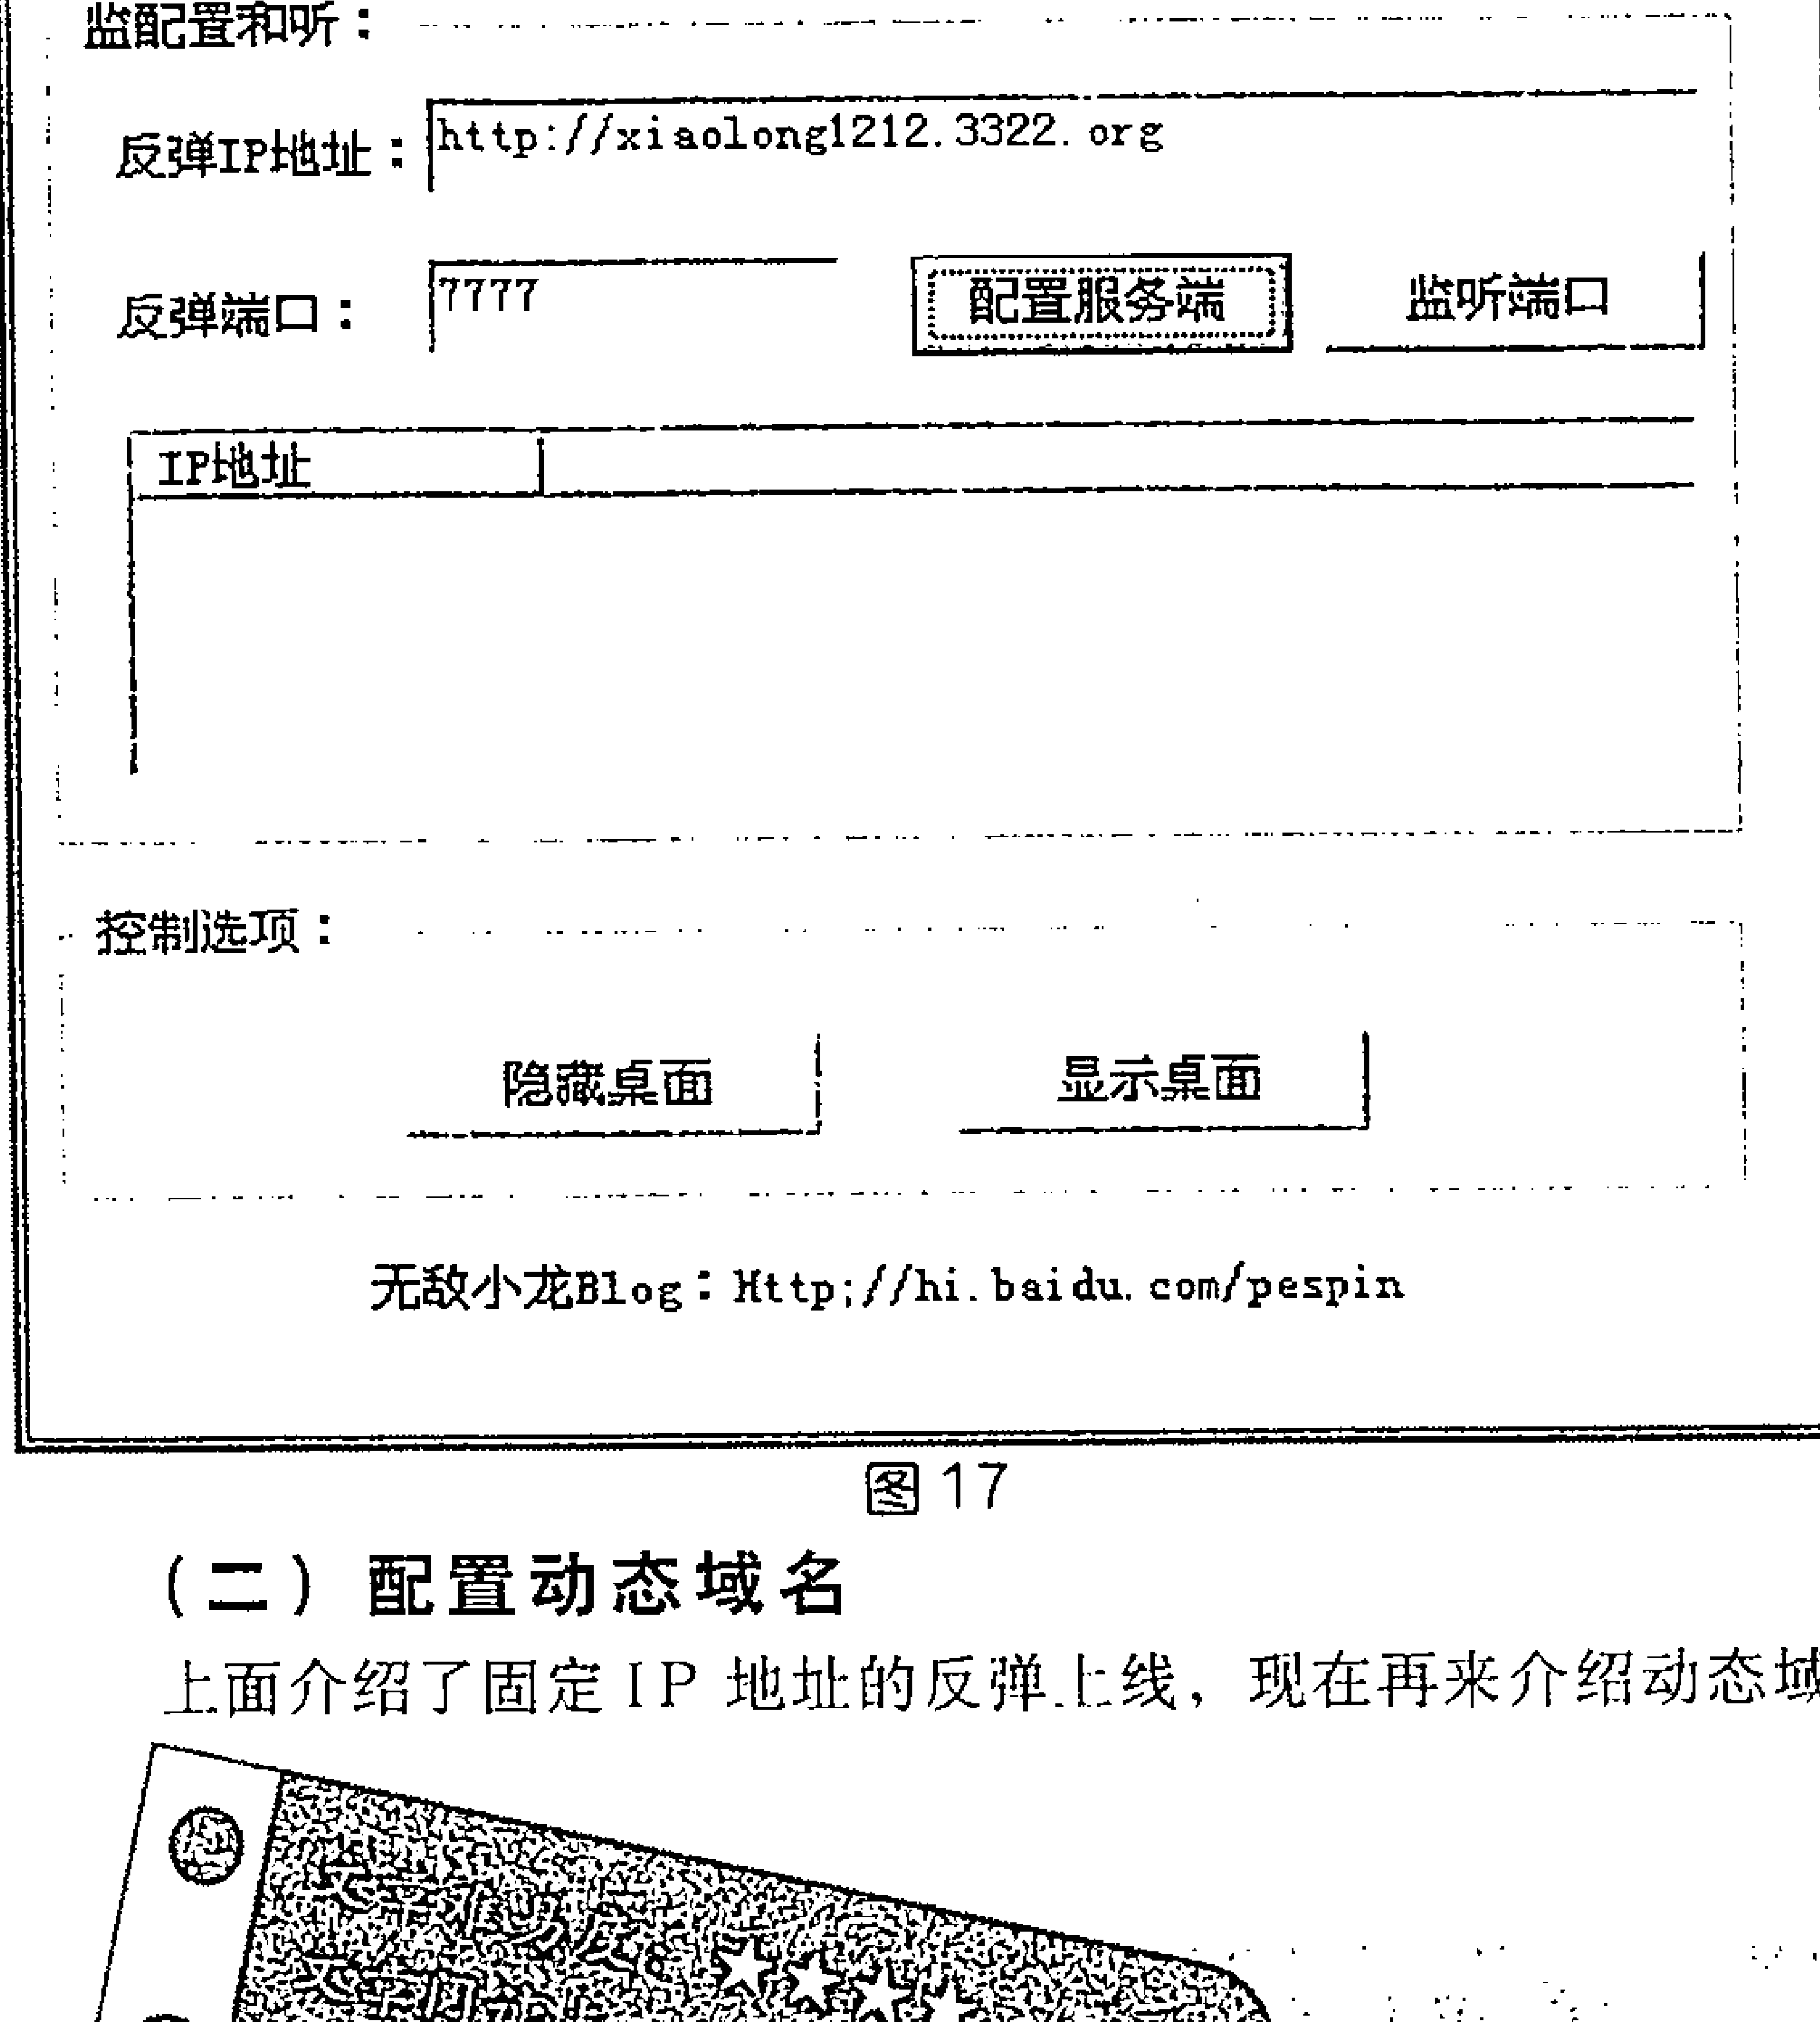 监配置和听：
反弹IP地址： http://xiaolong1212.3322.org
反弹端口： 7777 配置服务端 监听端口
IP地址
控制选项：
隐藏桌面 显示桌面
无敌小龙Blog：Http;//hi.baidu.com/pespin
图17
（二）配置动态域名
上面介绍了固定IP 地址的反弹上线，现在再来介绍动态域